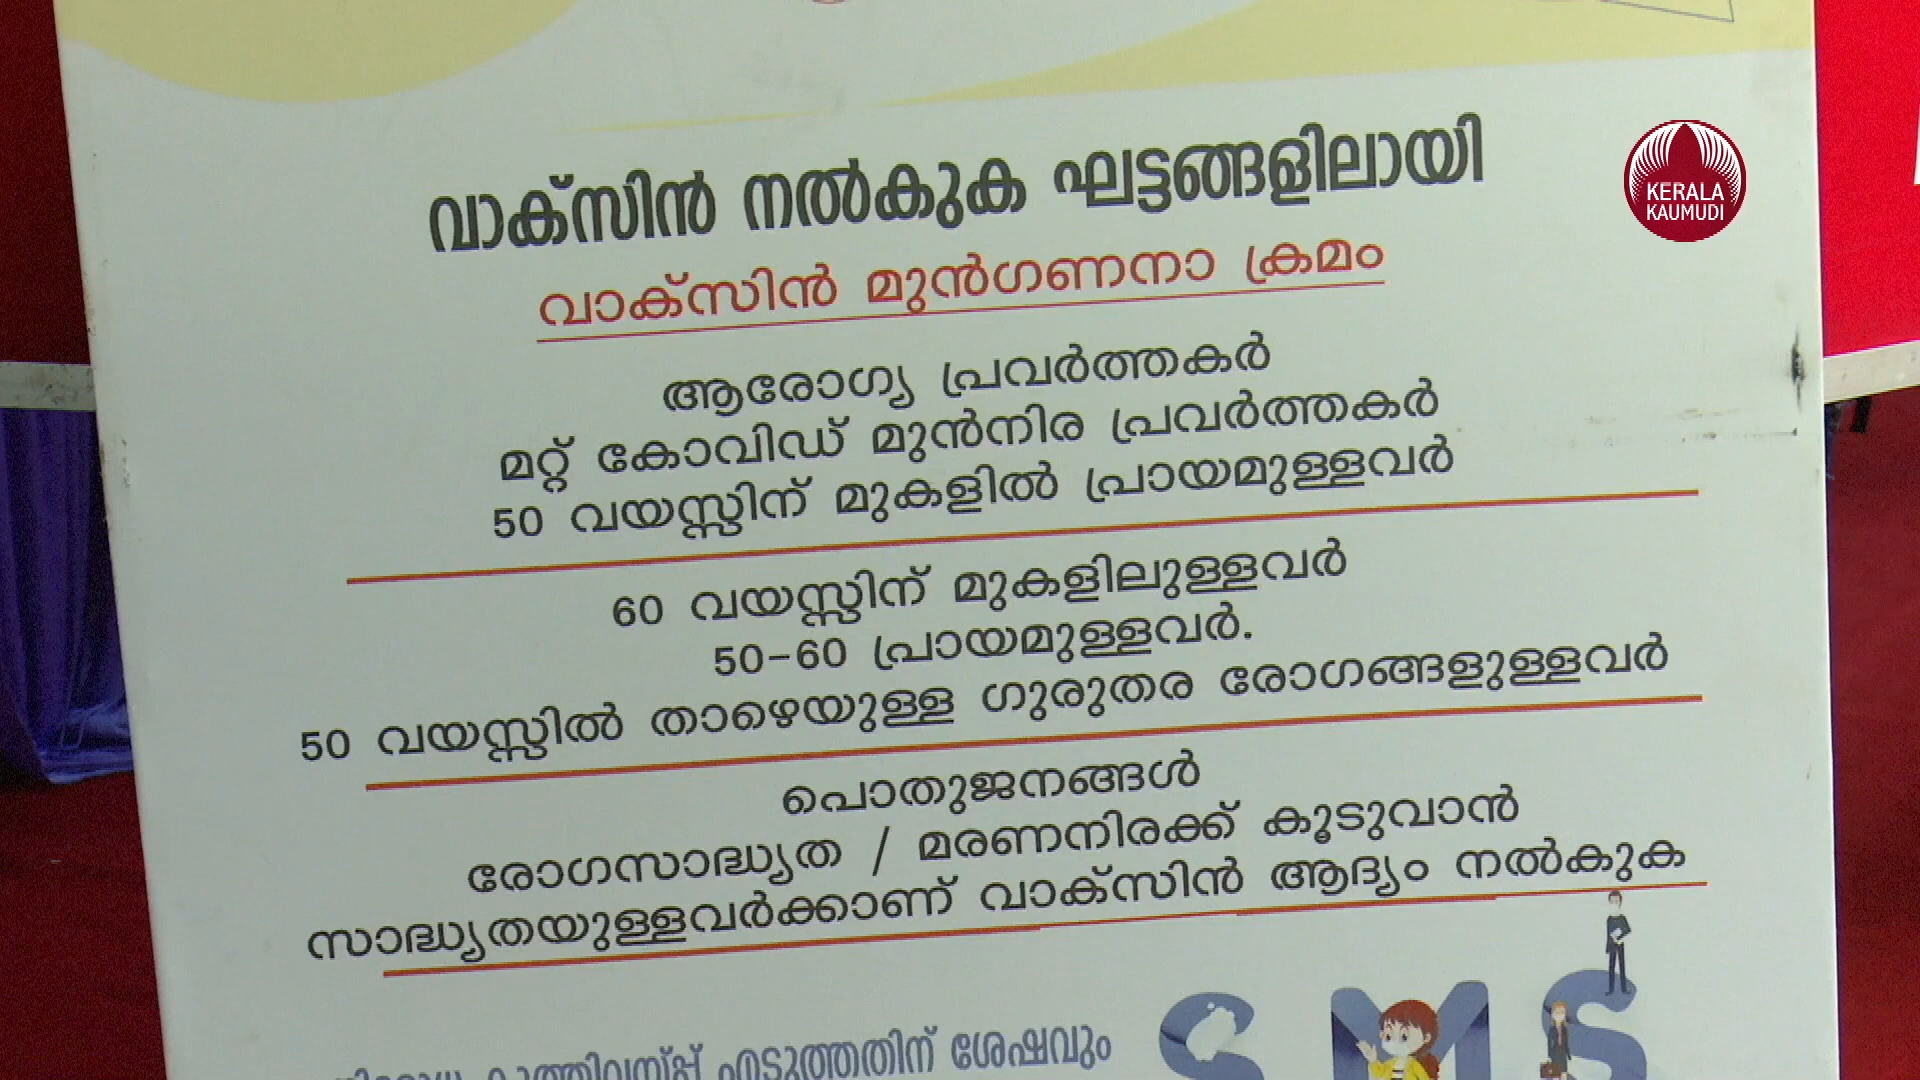 വാക്സിൻ നൽകുക ഘട്ടങ്ങളിലായി
KERALA
KAUMUDI
വാക്സിൻ മുൻഗണനാ ക്രമം
ആരോഗ്യ പ്രവർത്തകർ
മറ്റ് കോവിഡ് മുൻനിര പ്രവർത്തകർ
50 വയസ്സിന് മുകളിൽ പ്രായമുള്ളവർ
60 വയസ്സിന് മുകളിലുള്ളവർ
50-60 പ്രായമുള്ളവർ.
50 വയസ്സിൽ താഴെയുള്ള ഗുരുതര രോഗങ്ങളുള്ളവർ
പൊതുജനങ്ങൾ
രോഗസാദ്ധ്യത / മരണനിരക്ക് കൂടുവാൻ
സാദ്ധ്യതയുള്ളവർക്കാണ് വാക്സിൻ ആദ്യം നൽകുക
SMS
എടുത്തതിന് ശേഷവും